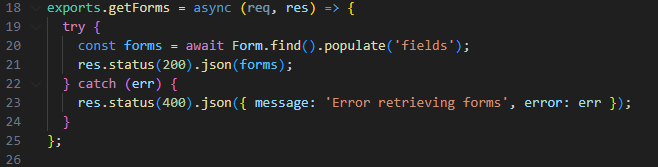 18 exports.getForms = async (req, res) => {
19   try {
20     const forms = await Form.find().populate('fields');
21     res.status(200).json(forms);
22   } catch (err) {
23     res.status(400).json({ message: 'Error retrieving forms', error: err });
24   }
25 };
26